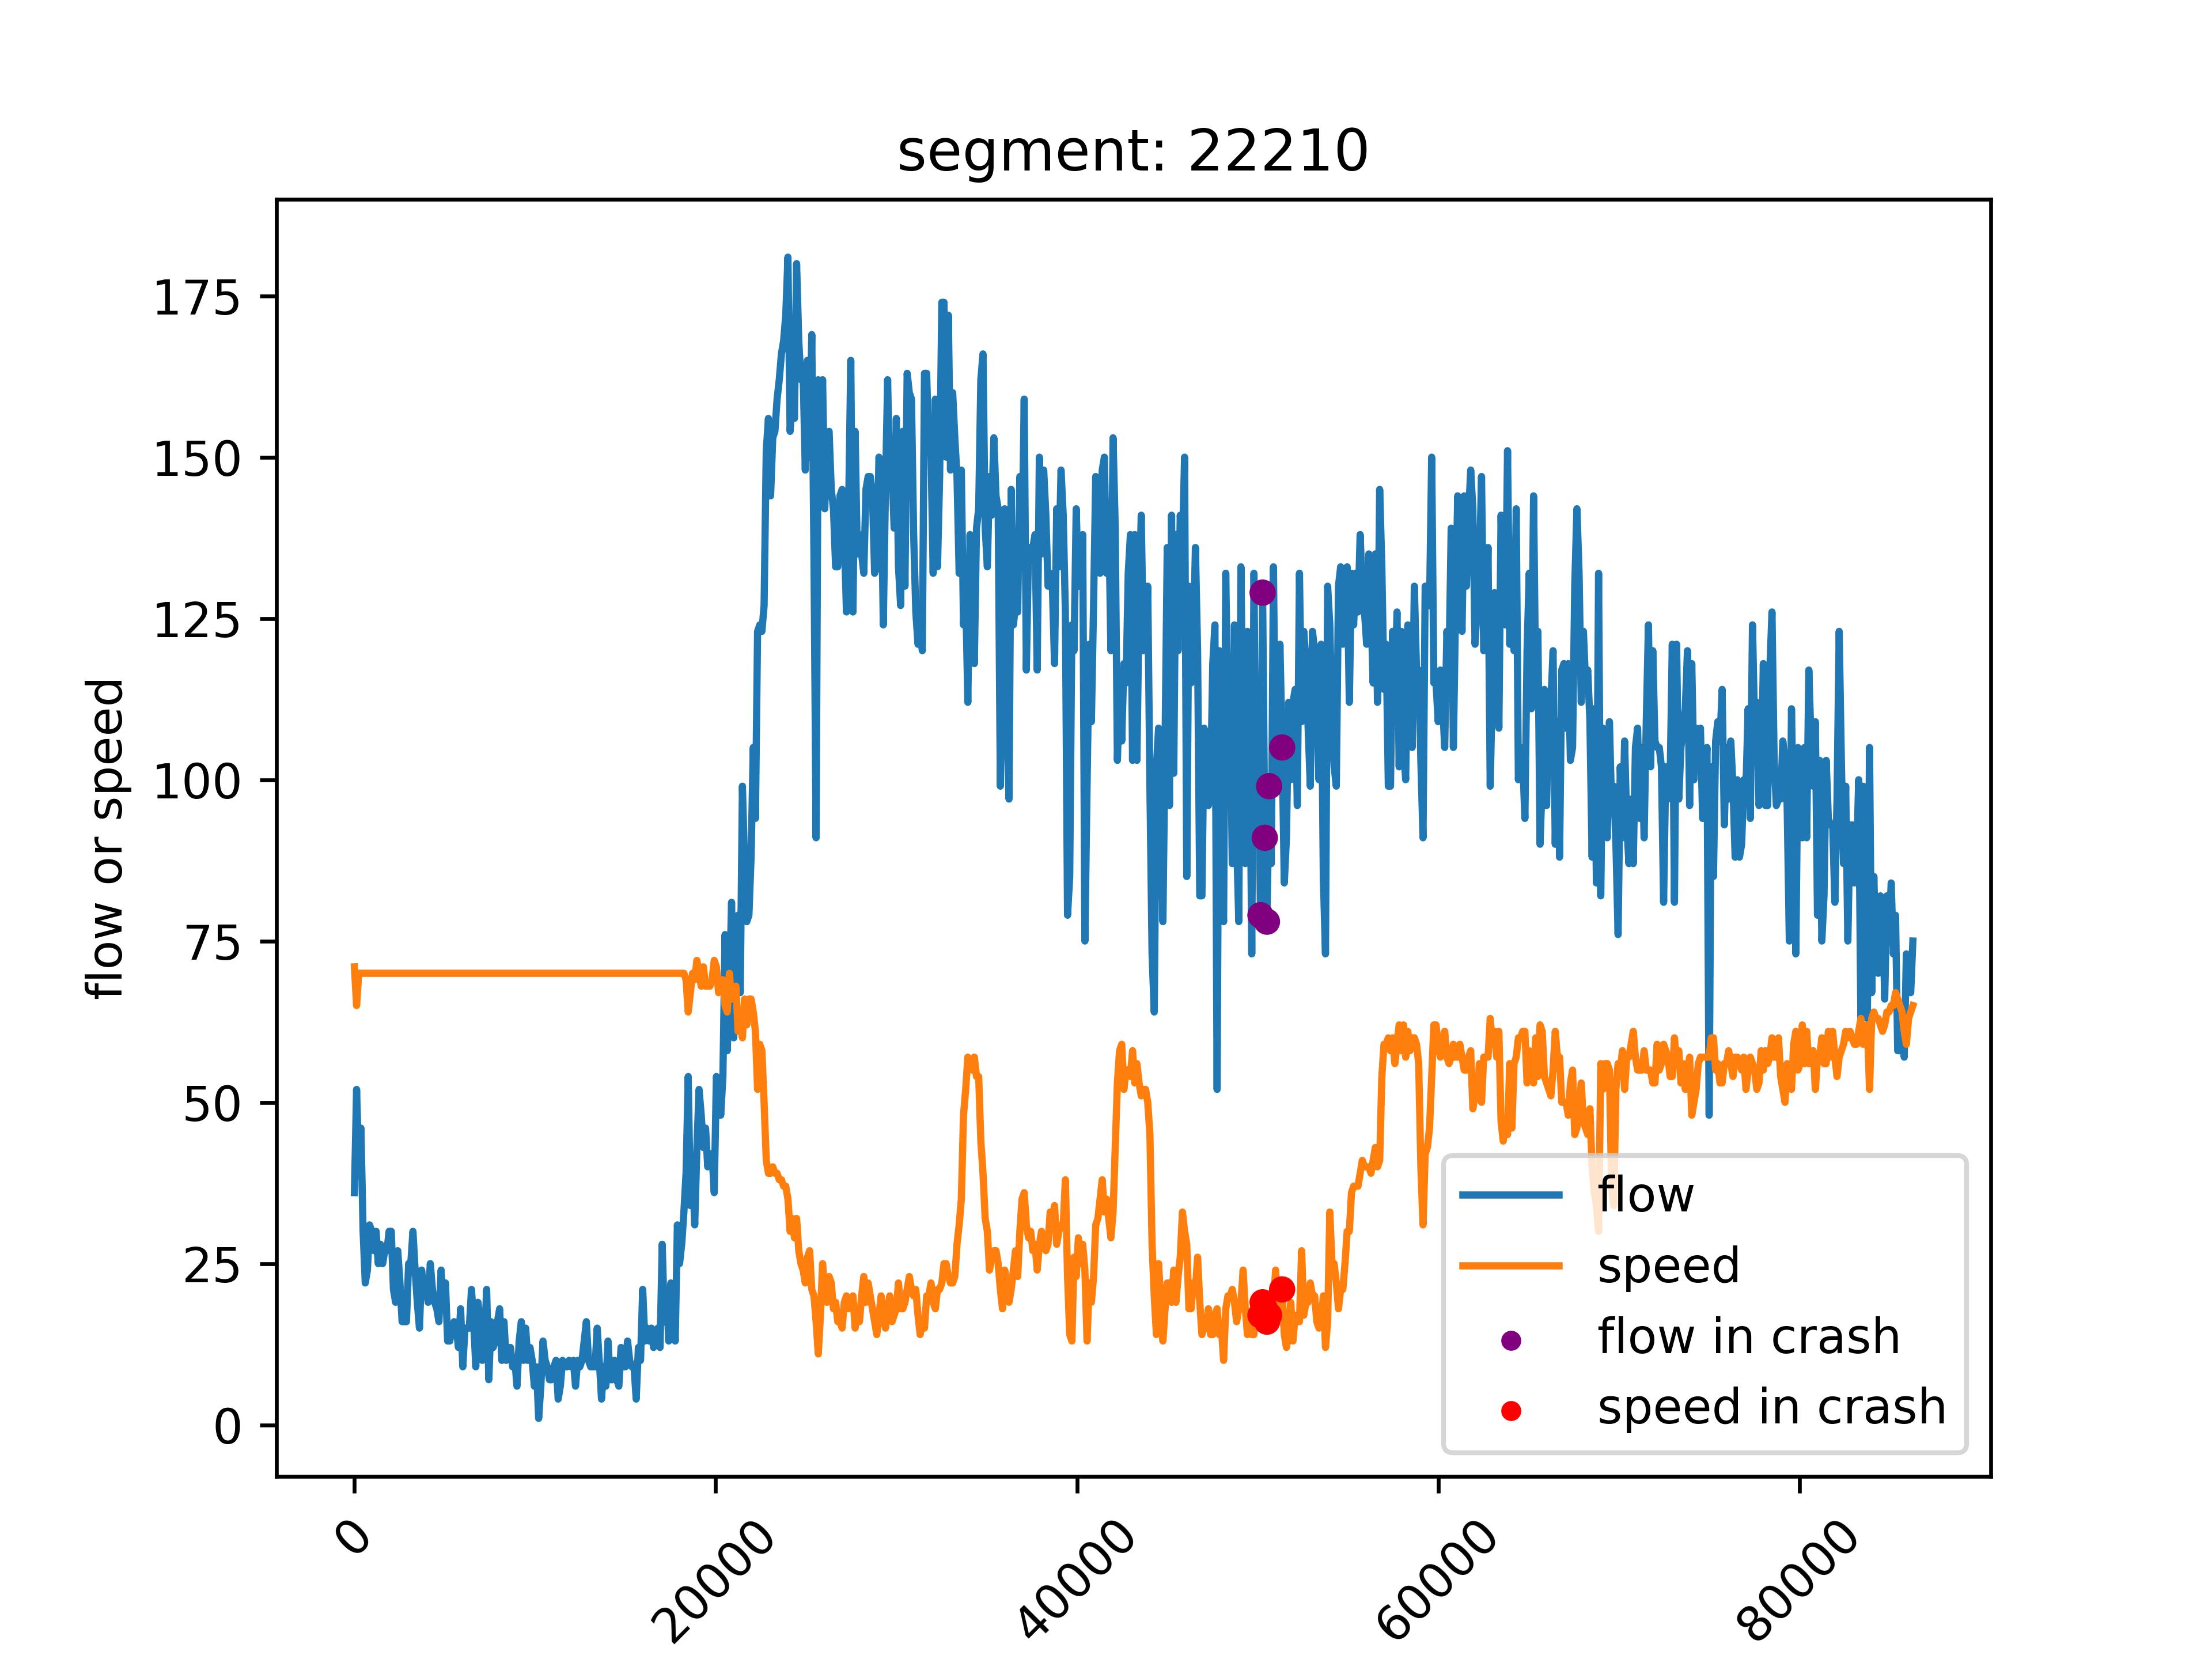 segment: 22210
flow or speed
175
150
125
100
75
50
25
0
0
20000
40000
60000
80000
flow
speed
flow in crash
speed in crash